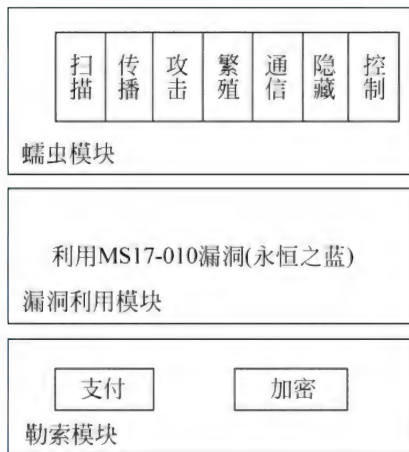 扫描 传播 攻击 繁殖 通信 隐藏 控制
蠕虫模块
利用MS17-010漏洞(永恒之蓝)
漏洞利用模块
支付 加密
勒索模块